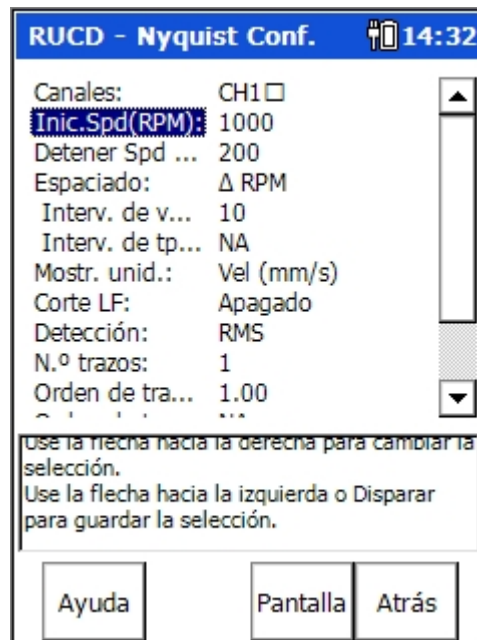 RUCD - Nyquist Conf. 14:32
Canales: CH1□
Inic.Spd(RPM): 1000
Detener Spd ... 200
Espaciado: Δ RPM
Interv. de v... 10
Interv. de tp... NA
Mostr. unid.: Vel (mm/s)
Corte LF: Apagado
Detección: RMS
N.º trazos: 1
Orden de tra... 1.00
Use la flecha hacia la derecha para cambiar la
selección.
Use la flecha hacia la izquierda o Disparar
para guardar la selección.
Ayuda Pantalla Atrás